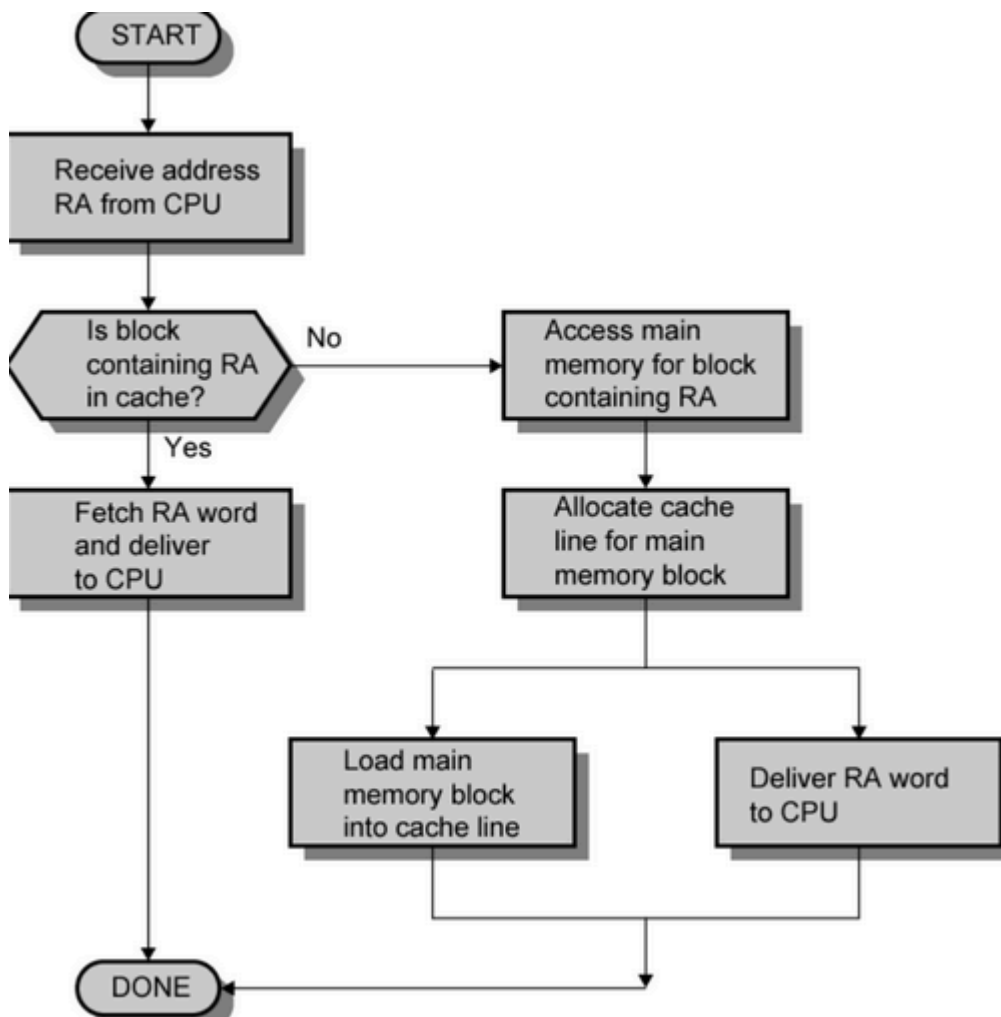 START
Receive address
RA from CPU
Is block
containing RA
in cache?
No
Yes
Access main
memory for block
containing RA
Fetch RA word
and deliver
to CPU
Allocate cache
line for main
memory block
Load main
memory block
into cache line
Deliver RA word
to CPU
DONE